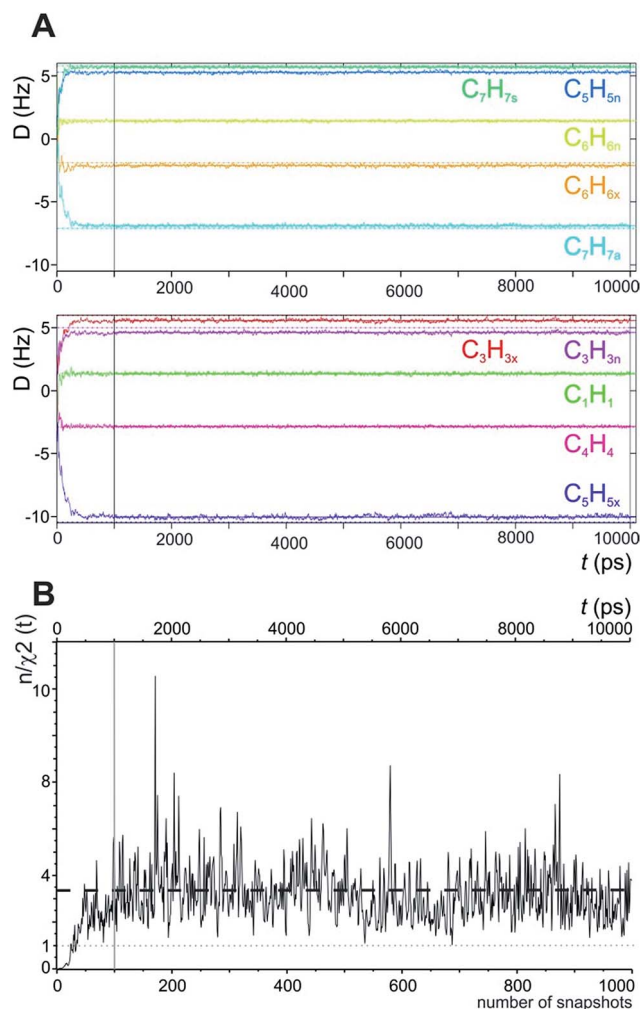 A
D (Hz)
5
0
-5
-10
C₇H₇ₛ C₅H₅ₙ
C₆H₆ₙ
C₆H₆ₓ
C₇H₇ₐ
0 2000 4000 6000 8000 10000
D (Hz)
5
0
-5
-10
C₃H₃ₓ C₃H₃ₙ
C₁H₁
C₄H₄
C₅H₅ₓ
0 2000 4000 6000 8000 10000
t (ps)
B
t (ps)
0 2000 4000 6000 8000 10000
n/χ2 (t)
10
8
4
1
0
0 200 400 600 800 1000
number of snapshots